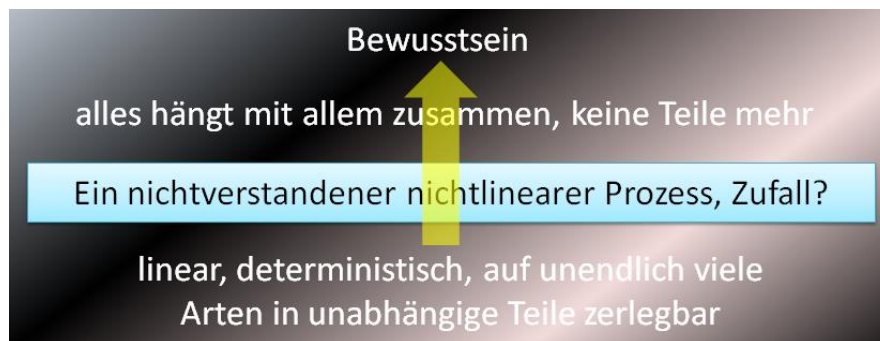 Bewusstsein
alles hängt mit allem zusammen, keine Teile mehr
Ein nichtverstandener nichtlinearer Prozess, Zufall?
linear, deterministisch, auf unendlich viele
Arten in unabhängige Teile zerlegbar